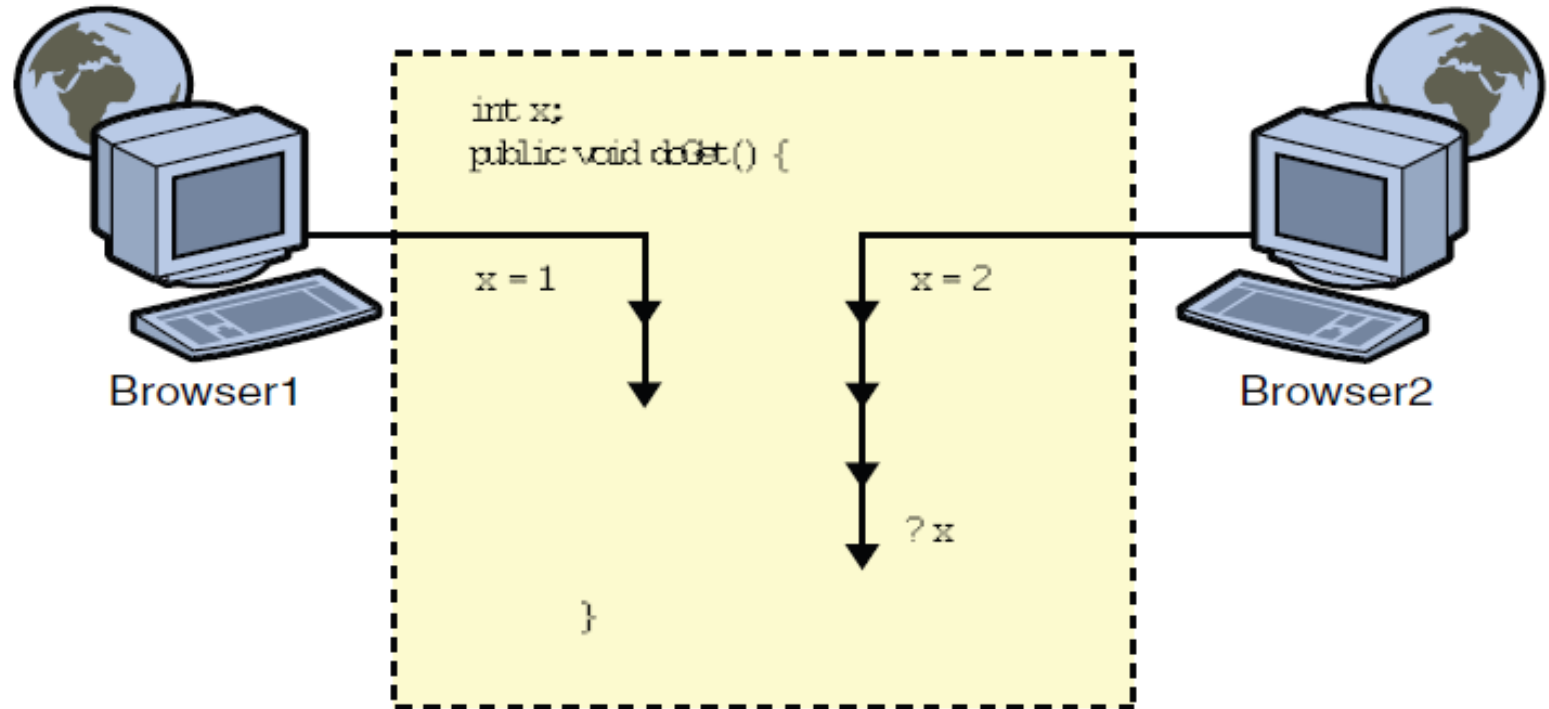 int x;
public void doGet() {
x = 1
x = 2
Browser1
Browser2
? x
}